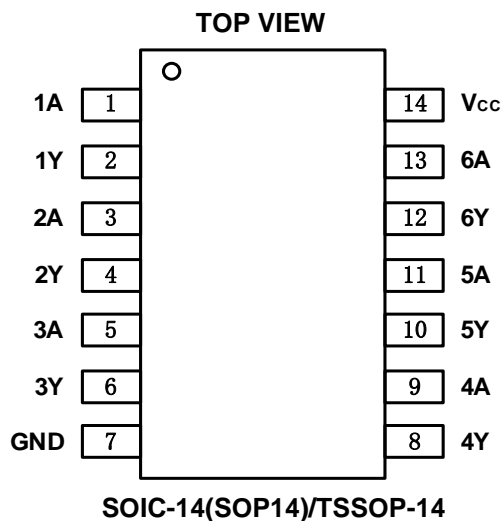 TOP VIEW
1A 1 14 Vcc
1Y 2 13 6A
2A 3 12 6Y
2Y 4 11 5A
3A 5 10 5Y
3Y 6 9 4A
GND 7 8 4Y
SOIC-14(SOP14)/TSSOP-14